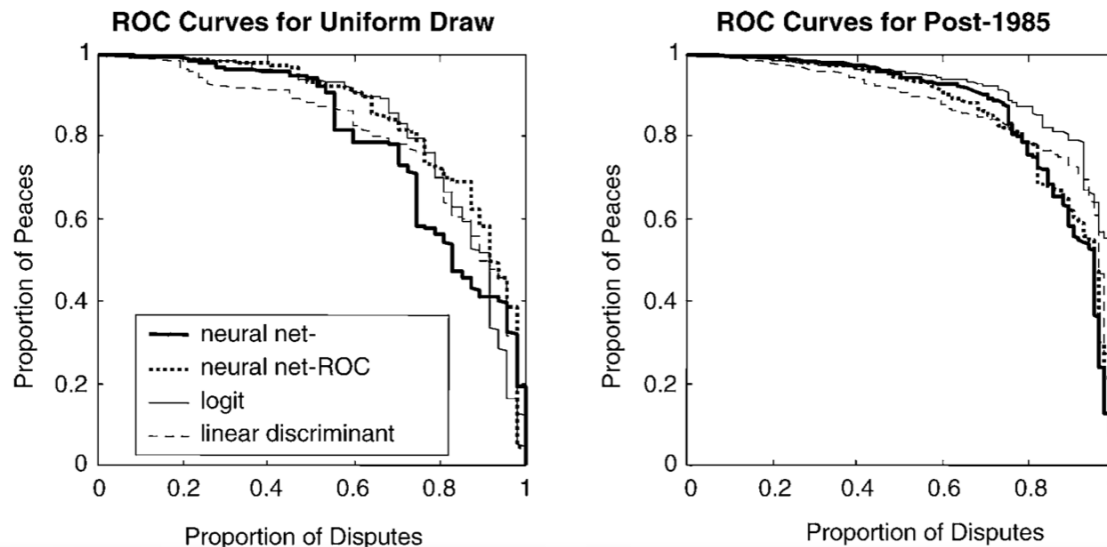 ROC Curves for Uniform Draw
1
0.8
0.6
0.4
0.2
0
Proportion of Peaces
neural net-
neural net-ROC
logit
linear discriminant
0 0.2 0.4 0.6 0.8 1
Proportion of Disputes
ROC Curves for Post-1985
1
0.8
0.6
0.4
0.2
0
Proportion of Peaces
0 0.2 0.4 0.6 0.8
Proportion of Disputes